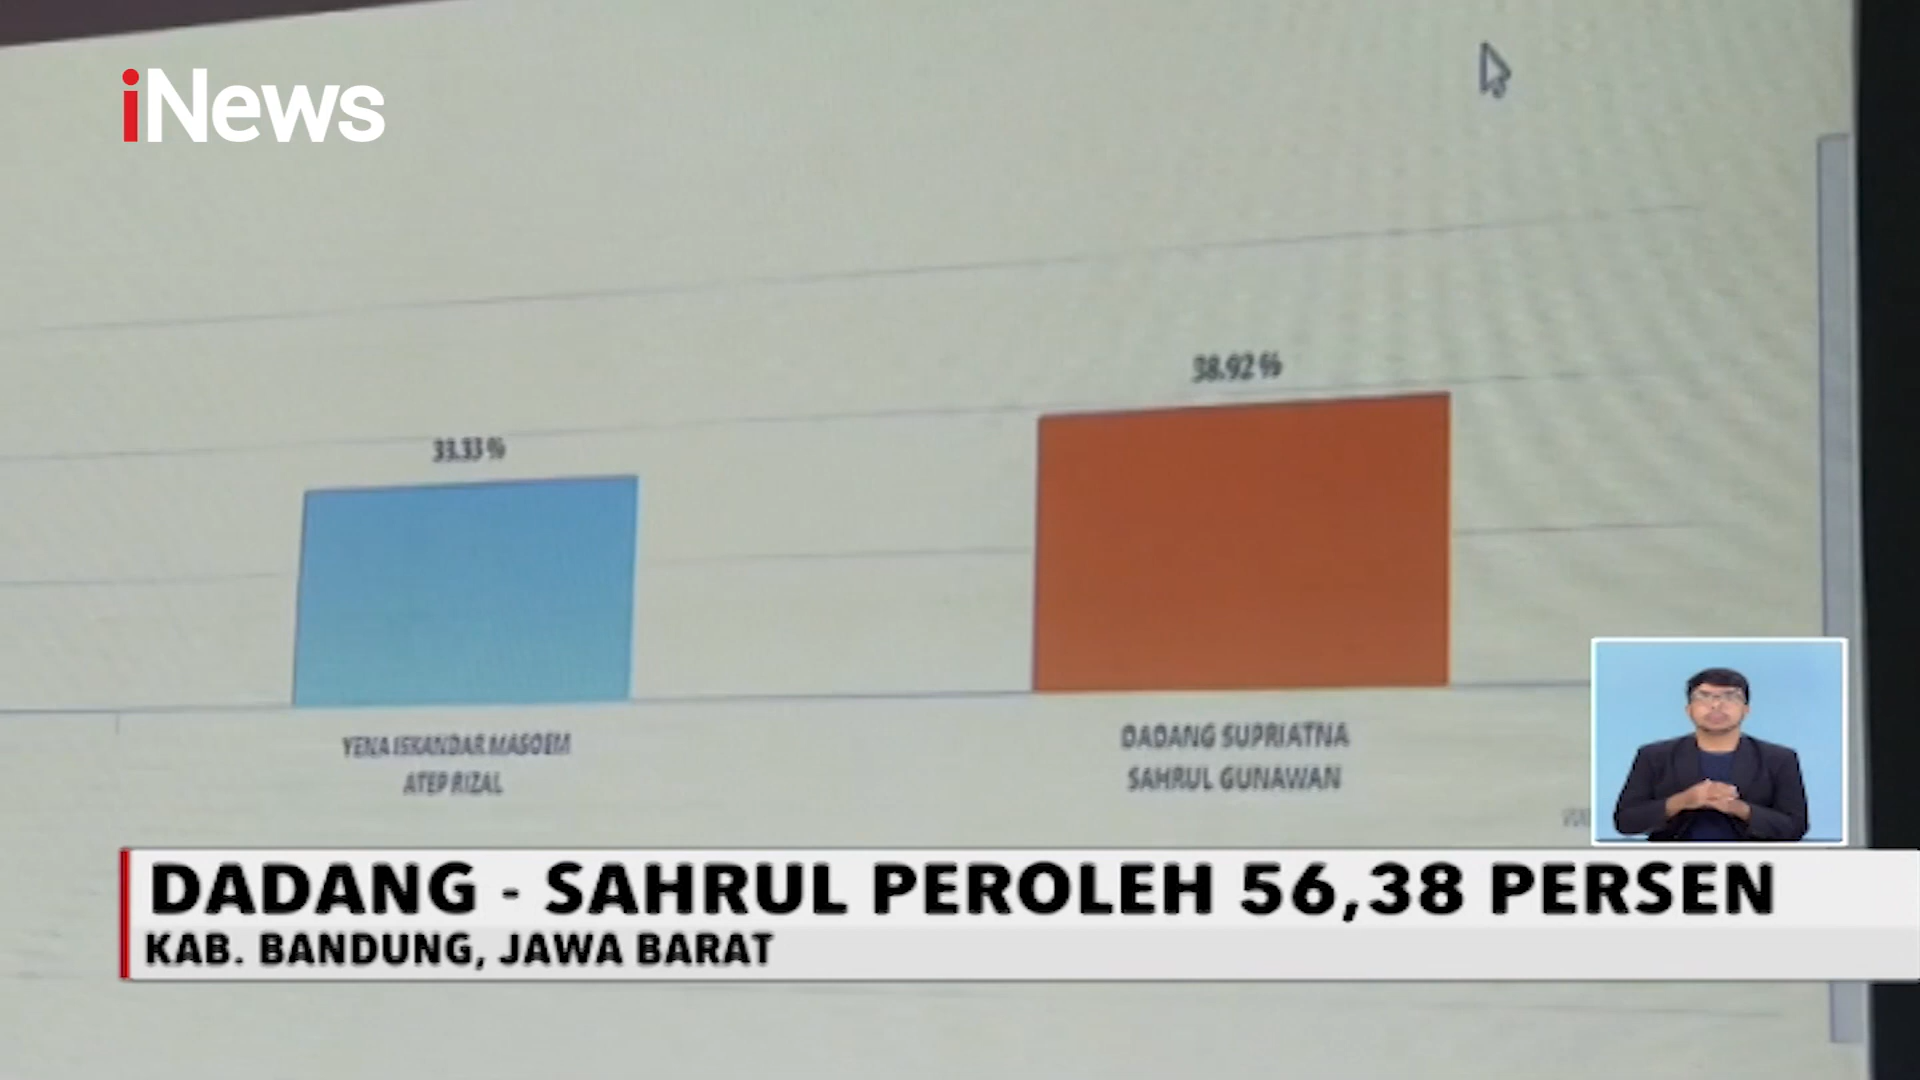 iNews
38.92 %
33.33 %
YENA ISKANDAR MASOEM
ATEP RIZAL
DADANG SUPRIATNA
SAHRUL GUNAWAN
DADANG - SAHRUL PEROLEH 56,38 PERSEN
KAB. BANDUNG, JAWA BARAT